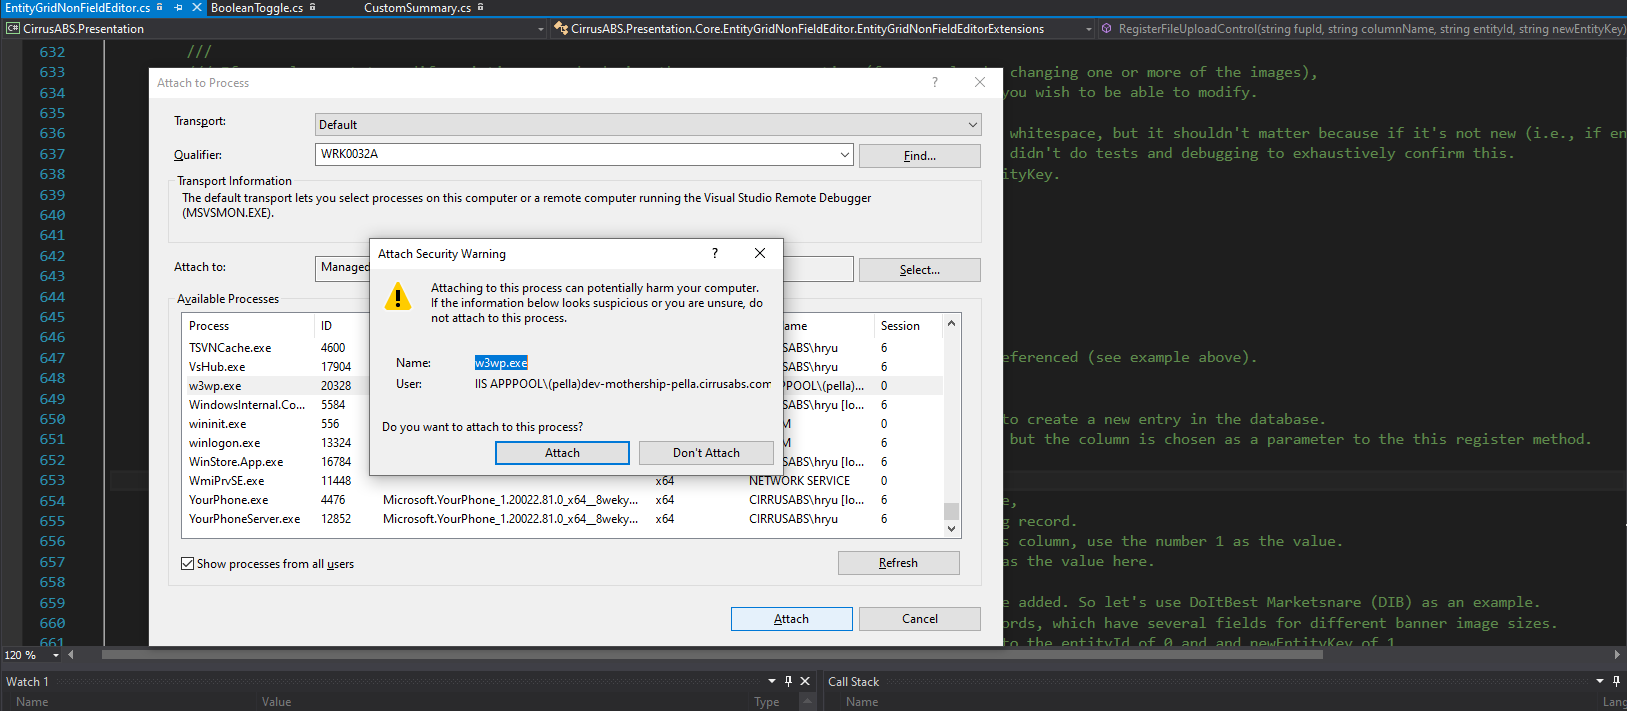 EntityGridNonFieldEditor.cs BooleanToggle.cs CustomSummary.cs
C# CirrusABS.Presentation CirrusABS.Presentation.Core.EntityGridNonFieldEditor.EntityGridNonFieldEditorExtensions RegisterFileUploadControl(string fupId, string columnName, string entityId, string newEntityKey)
632 ///
633 changing one or more of the images),
634 you wish to be able to modify.
635
636 whitespace, but it shouldn't matter because if it's not new (i.e., if en
637 didn't do tests and debugging to exhaustively confirm this.
638 ityKey.
639
640
641
642
643
644
645
646
647 eferenced (see example above).
648
649
650 to create a new entry in the database.
651 but the column is chosen as a parameter to the this register method.
652
653
654 e,
655 g record.
656 s column, use the number 1 as the value.
657 as the value here.
658
659 e added. So let's use DoItBest Marketsnare (DIB) as an example.
660 ords, which have several fields for different banner image sizes.
661 to the entityId of 0 and and newEntityKey of 1
120 %
Watch 1
Name Value Type
Call Stack
Name Lang
Attach to Process ?
Transport: Default
Qualifier: WRK0032A Find...
Transport Information
The default transport lets you select processes on this computer or a remote computer running the Visual Studio Remote Debugger
(MSVSMON.EXE).
Attach to: Managed Select...
Available Processes
Process ID ame Session
TSVNCache.exe 4600 SABS\hryu 6
VsHub.exe 17904 SABS\hryu 6
w3wp.exe 20328 PPOOL\(pella)... 0
WindowsInternal.Co... 5584 SABS\hryu [lo... 6
wininit.exe 556 M 0
winlogon.exe 13324 M 6
WinStore.App.exe 16784 SABS\hryu [lo... 6
WmiPrvSE.exe 11448 x64 NETWORK SERVICE 0
YourPhone.exe 4476 Microsoft.YourPhone_1.20022.81.0_x64__8weky... x64 CIRRUSABS\hryu [lo... 6
YourPhoneServer.exe 12852 Microsoft.YourPhone_1.20022.81.0_x64__8weky... x64 CIRRUSABS\hryu 6
Show processes from all users Refresh
Attach Cancel
Attach Security Warning ?
Attaching to this process can potentially harm your computer.
If the information below looks suspicious or you are unsure, do
not attach to this process.
Name: w3wp.exe
User: IIS APPPOOL\(pella)dev-mothership-pella.cirrusabs.com
Do you want to attach to this process?
Attach Don't Attach